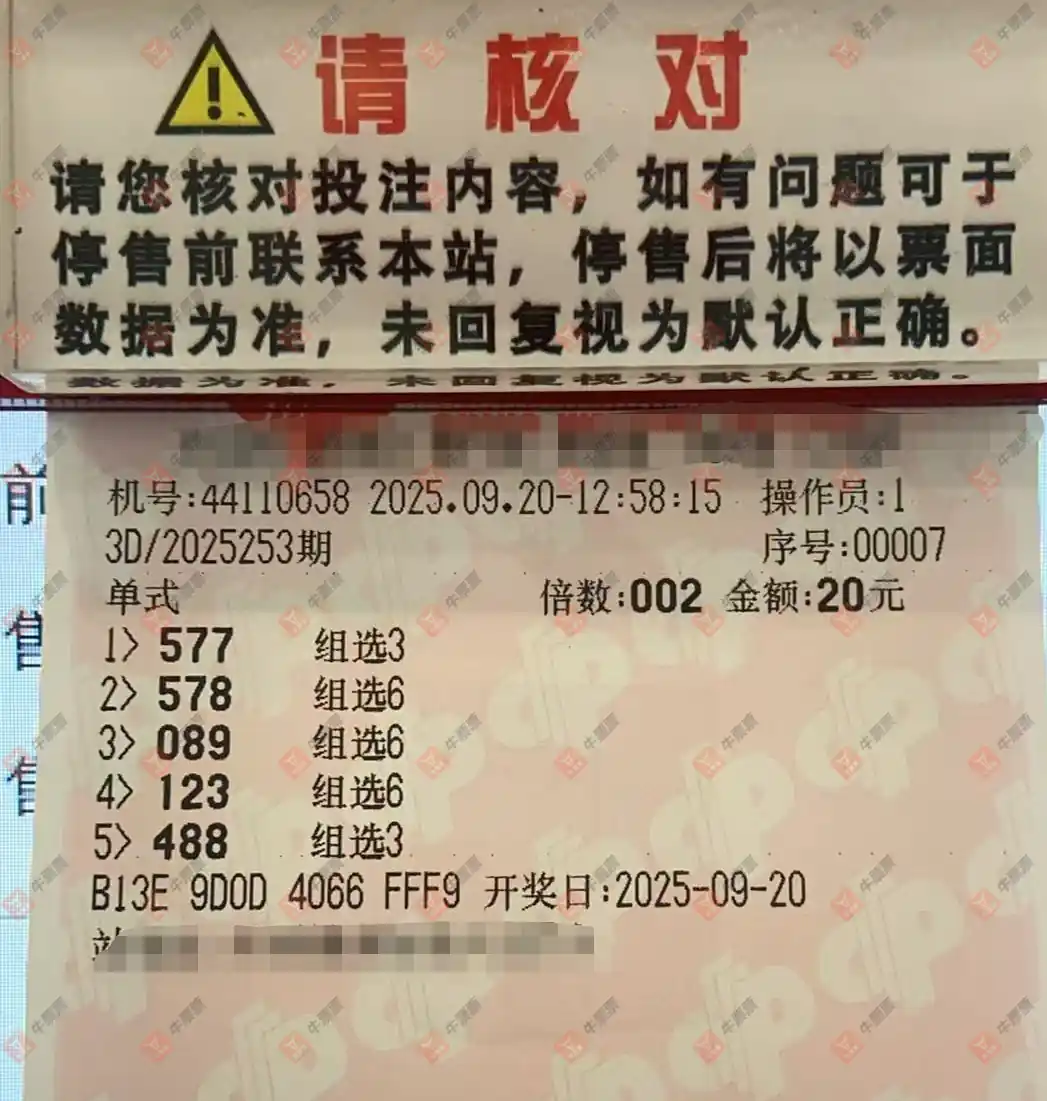 请核对
请您核对投注内容，如有问题可于
停售前联系本站，停售后将以票面
数据为准，未回复视为默认正确。
机号:44110658 2025.09.20-12:58:15 操作员:1
3D/2025253期 序号:00007
单式 倍数:002 金额:20元
1> 577 组选3
2> 578 组选6
3> 089 组选6
4> 123 组选6
5> 488 组选3
B13E 9D0D 4066 FFF9 开奖日:2025-09-20
站
前
售
售